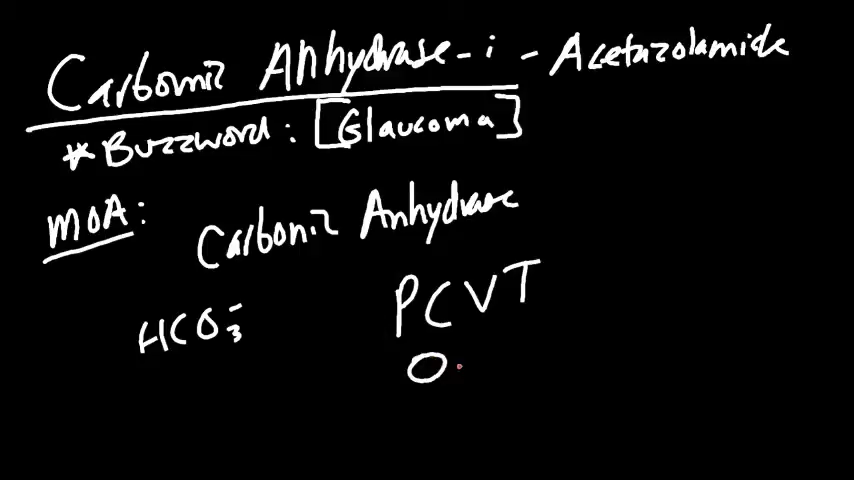 Carbonic Anhydrase-i - Acetazolamide
*Buzzword: [Glaucoma]
MOA:
Carbonic Anhydrase
HCO3- PCVT
O